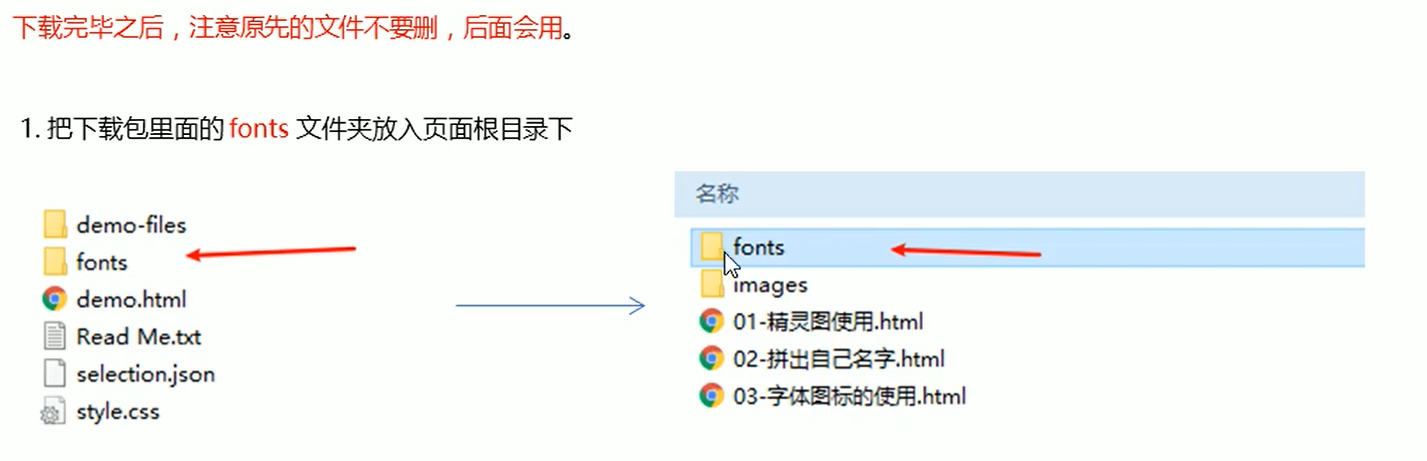 下载完毕之后，注意原先的文件不要删，后面会用。
1. 把下载包里面的 fonts 文件夹放入页面根目录下
demo-files
fonts
demo.html
Read Me.txt
selection.json
style.css
名称
fonts
images
01-精灵图使用.html
02-拼出自己名字.html
03-字体图标的使用.html